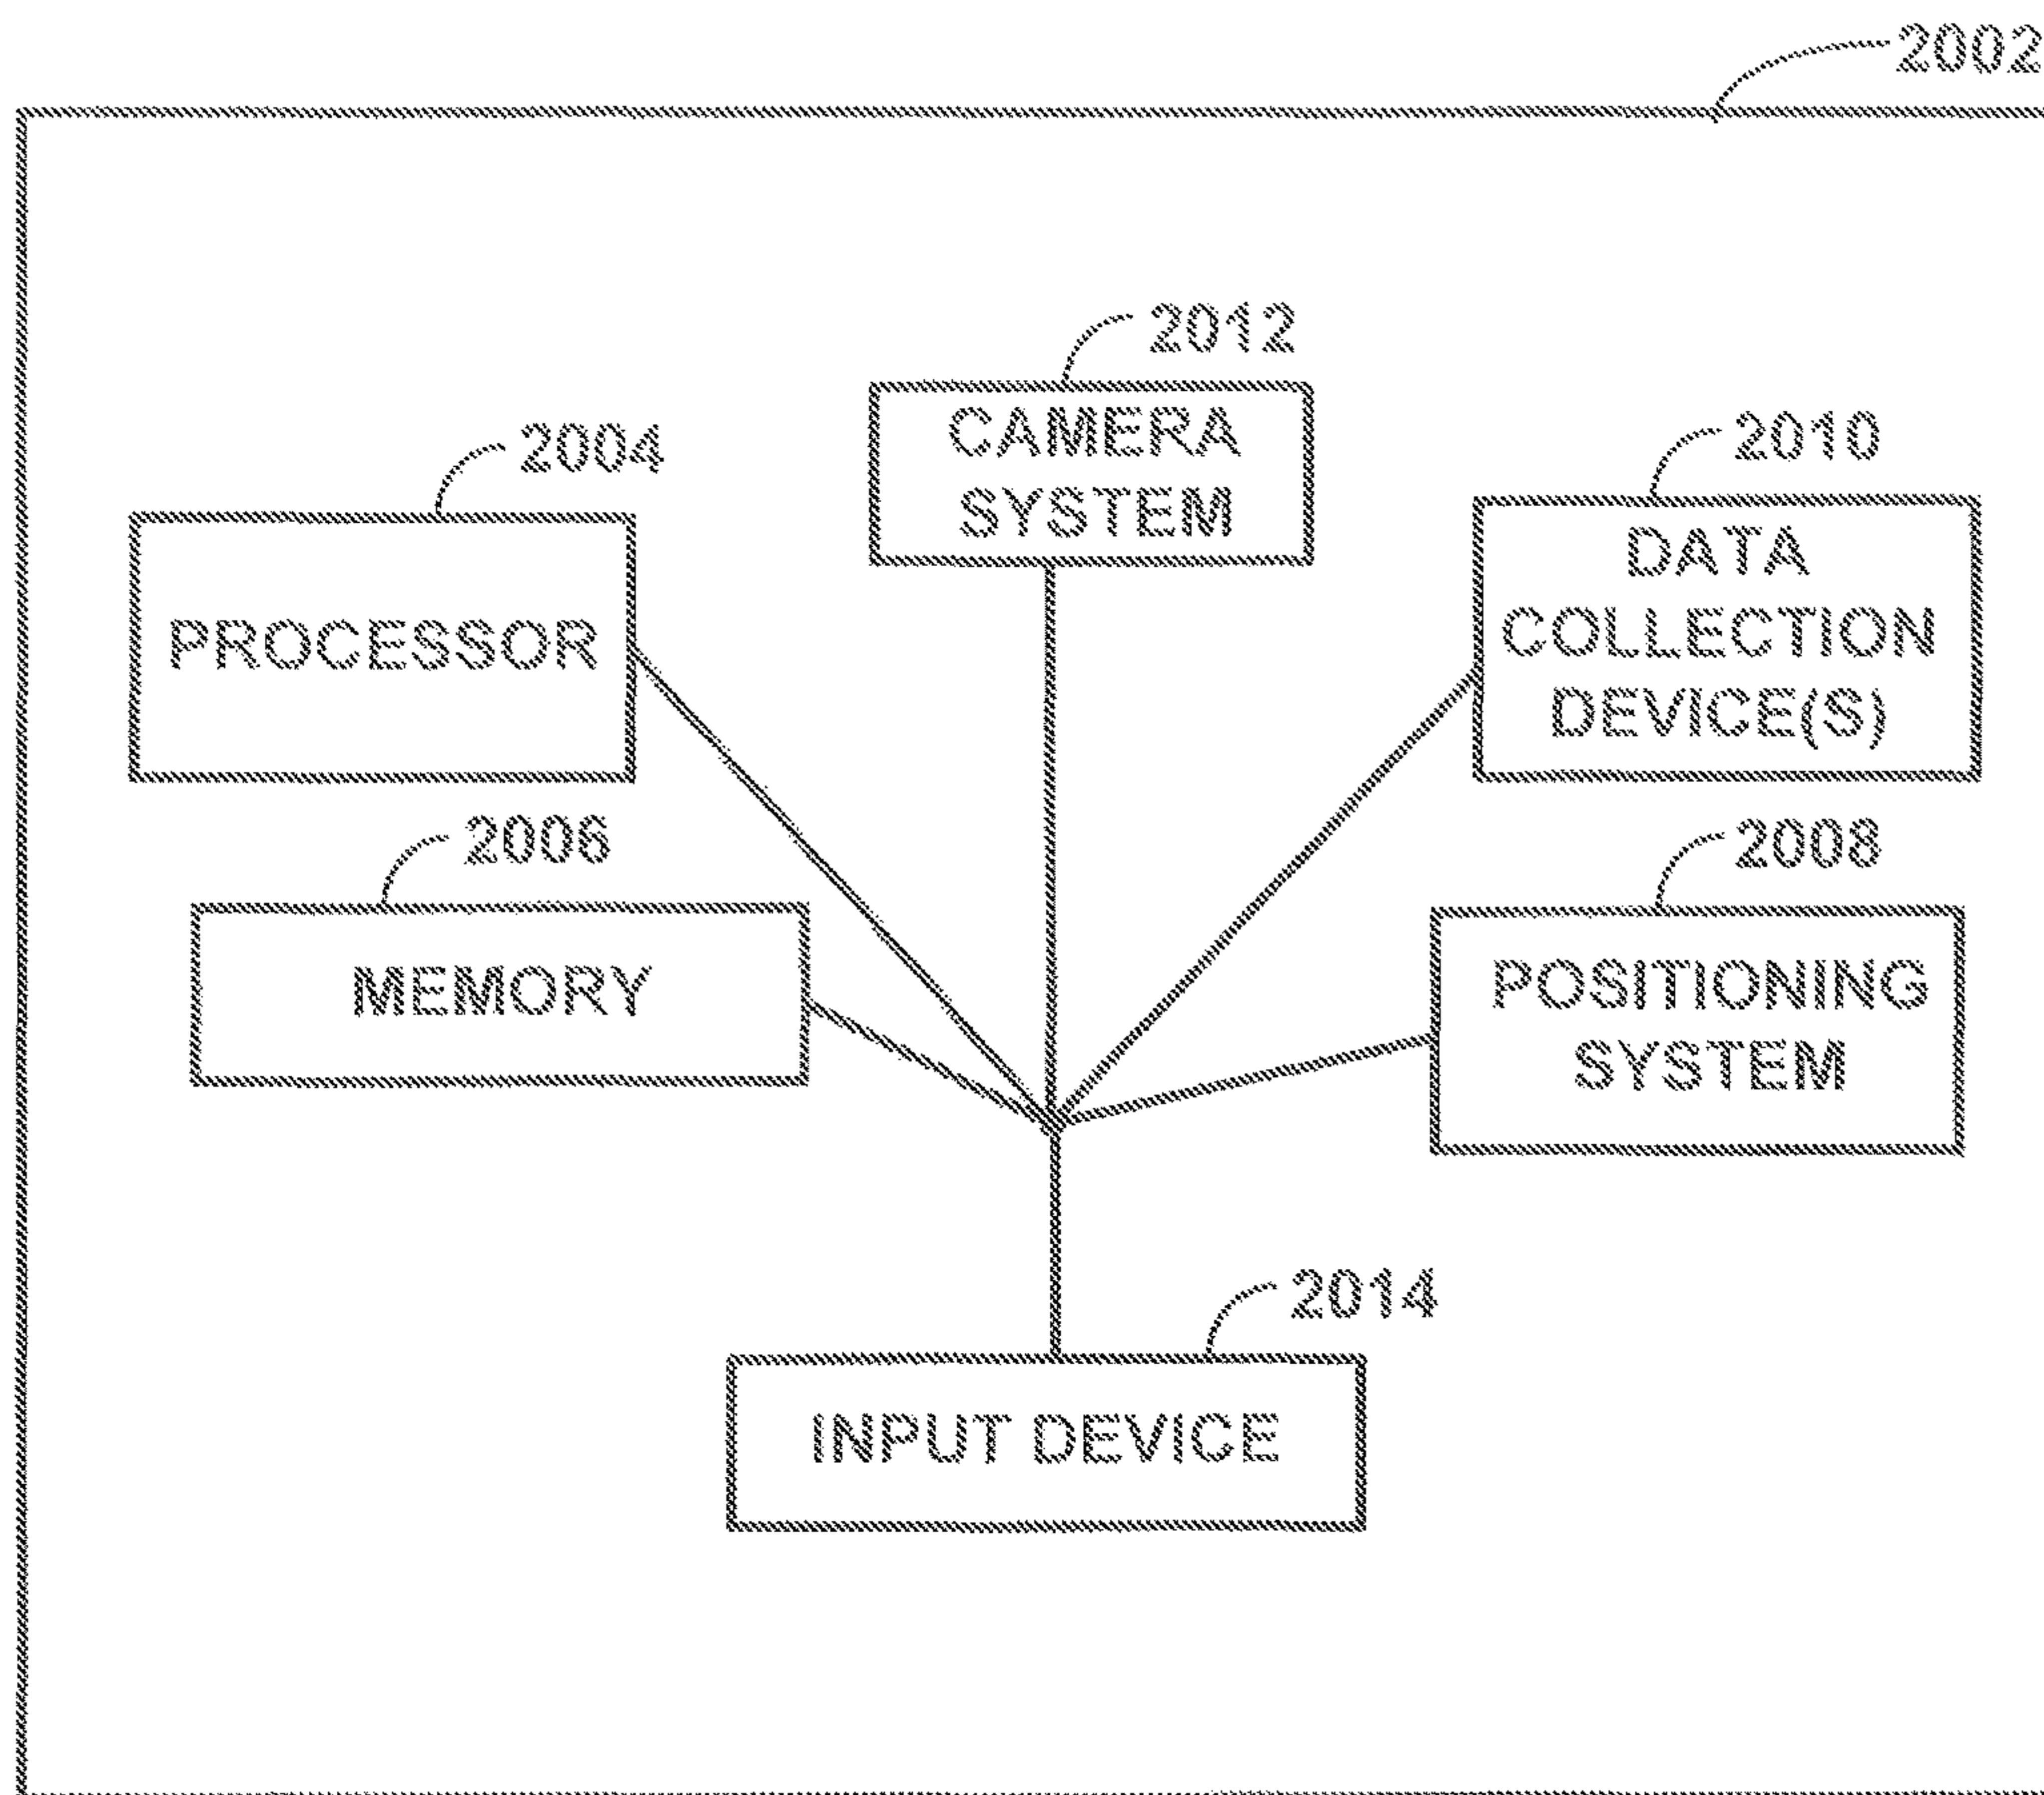 2002
2012
CAMERA
SYSTEM
2004
PROCESSOR
2010
DATA
COLLECTION
DEVICE(S)
2006
MEMORY
2008
POSITIONING
SYSTEM
2014
INPUT DEVICE